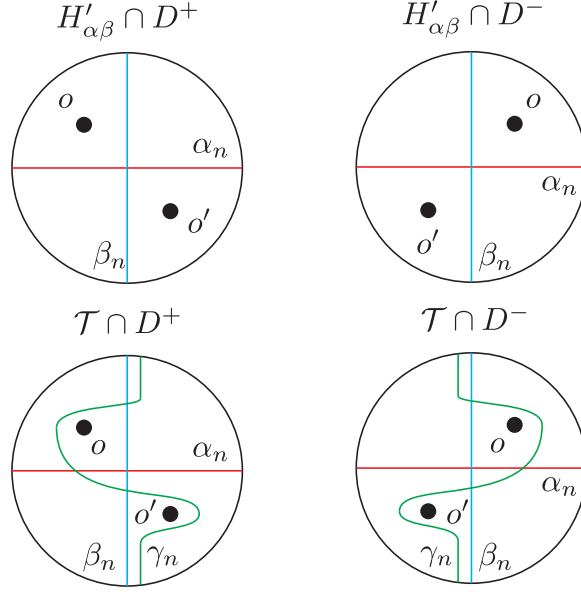 H′_{αβ} ∩ D⁺
H′_{αβ} ∩ D⁻
o
α_n
o′
β_n
o
α_n
o′
β_n
𝒯 ∩ D⁺
𝒯 ∩ D⁻
o
α_n
o′
β_n
γ_n
o
α_n
o′
γ_n
β_n